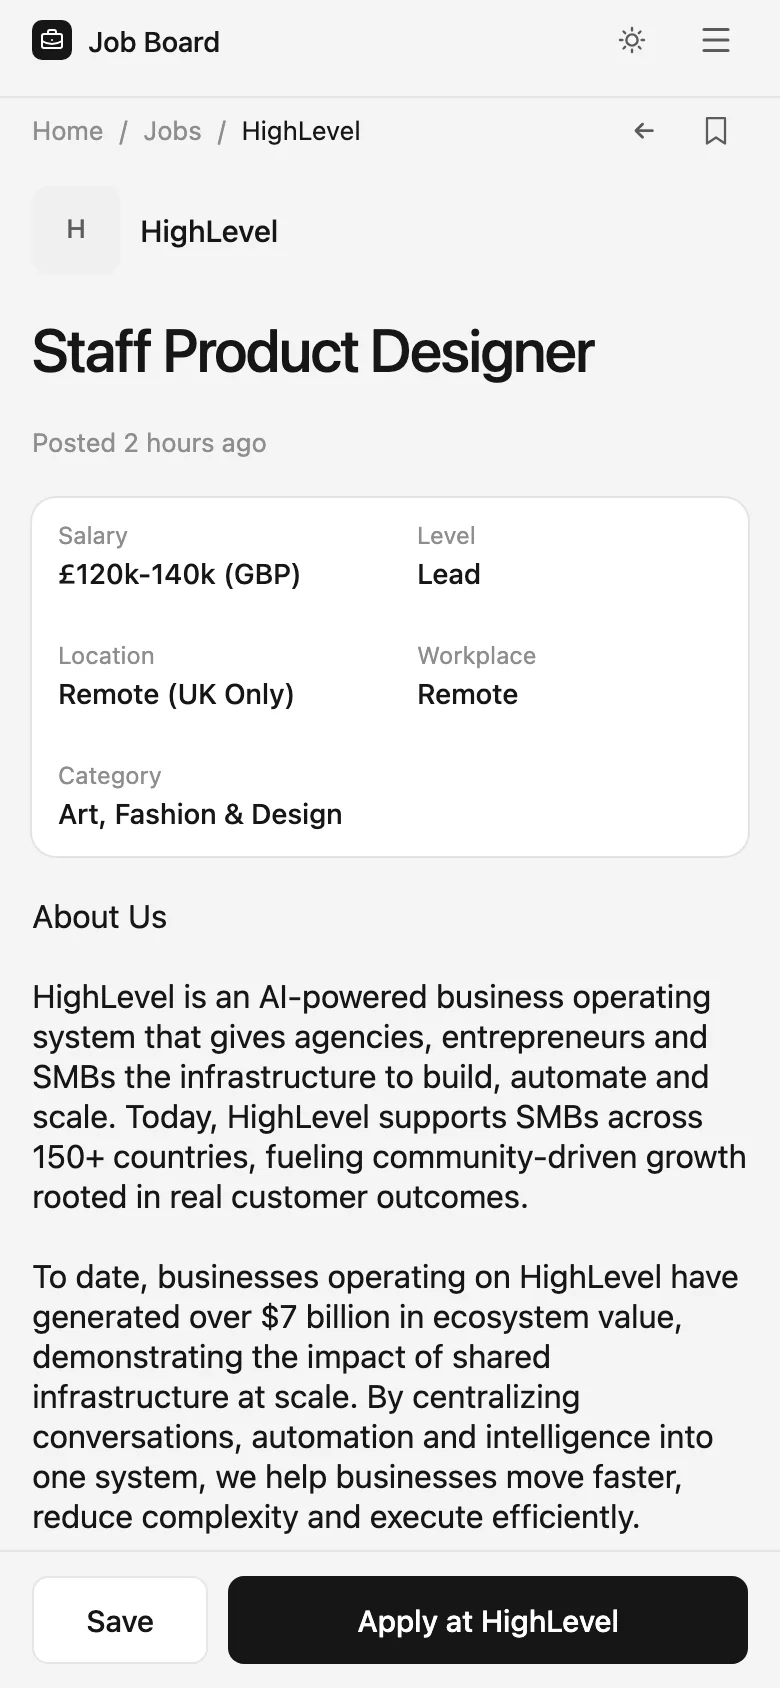 Job Board
Home / Jobs / HighLevel
H
HighLevel
Staff Product Designer
Posted 2 hours ago
Salary
£120k-140k (GBP)
Level
Lead
Location
Remote (UK Only)
Workplace
Remote
Category
Art, Fashion & Design
About Us
HighLevel is an AI-powered business operating
system that gives agencies, entrepreneurs and
SMBs the infrastructure to build, automate and
scale. Today, HighLevel supports SMBs across
150+ countries, fueling community-driven growth
rooted in real customer outcomes.
To date, businesses operating on HighLevel have
generated over $7 billion in ecosystem value,
demonstrating the impact of shared
infrastructure at scale. By centralizing
conversations, automation and intelligence into
one system, we help businesses move faster,
reduce complexity and execute efficiently.
Save
Apply at HighLevel